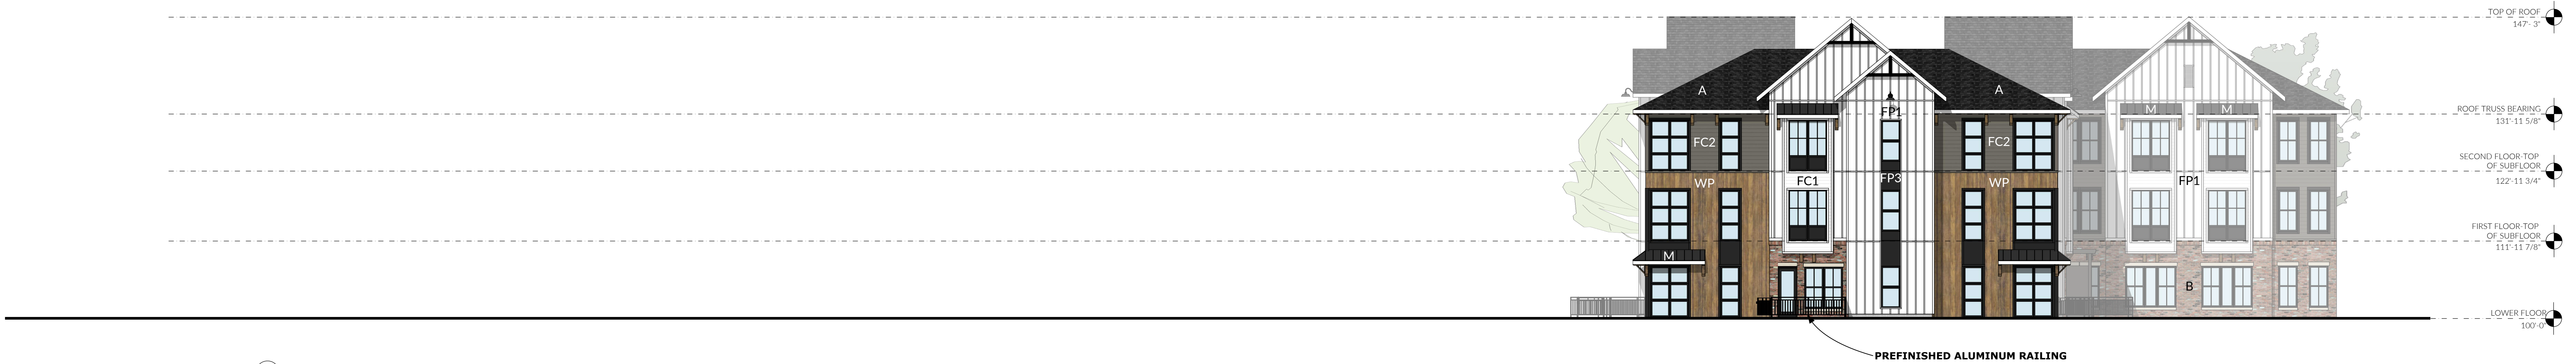 TOP OF ROOF
147'- 3"
A
A
FP1
M
M
ROOF TRUSS BEARING
131'-11 5/8"
FC2
FC2
SECOND FLOOR-TOP
OF SUBFLOOR
122'-11 3/4"
WP
FC1
FP3
WP
FP1
FIRST FLOOR-TOP
OF SUBFLOOR
111'-11 7/8"
M
B
LOWER FLOOR
100'-0"
PREFINISHED ALUMINUM RAILING